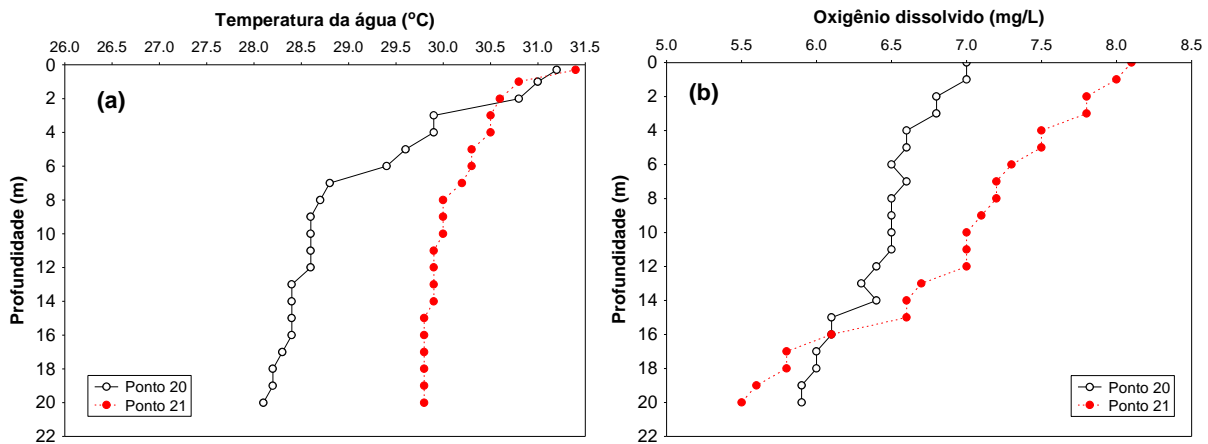 Temperatura da água (°C)
26.0 26.5 27.0 27.5 28.0 28.5 29.0 29.5 30.0 30.5 31.0 31.5
0
2
4
6
8
10
12
14
16
18
20
22
Profundidade (m)
(a)
Ponto 20
Ponto 21
Oxigênio dissolvido (mg/L)
5.0 5.5 6.0 6.5 7.0 7.5 8.0 8.5
0
2
4
6
8
10
12
14
16
18
20
22
Profundidade (m)
(b)
Ponto 20
Ponto 21